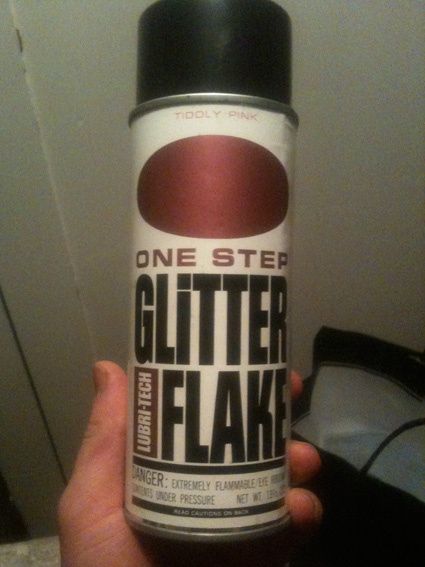 TIDDLY PINK
ONE STEP
GLiTTER
LUBRI-TECH
FLAKE
DANGER: EXTREMELY FLAMMABLE/EYE
CONTENTS UNDER PRESSURE NET WT.
READ CAUTIONS ON BACK